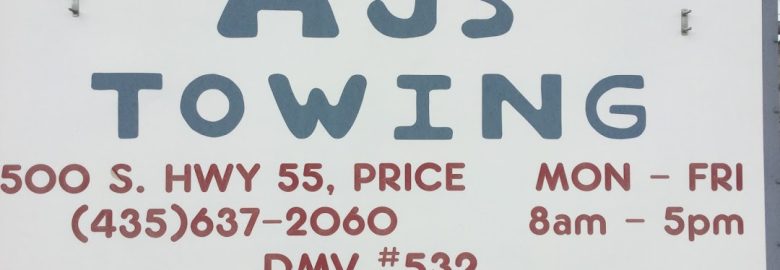 AJS
TOWING
500 S. HWY 55, PRICE MON - FRI
(435)637-2060 8am - 5pm
DMV #532